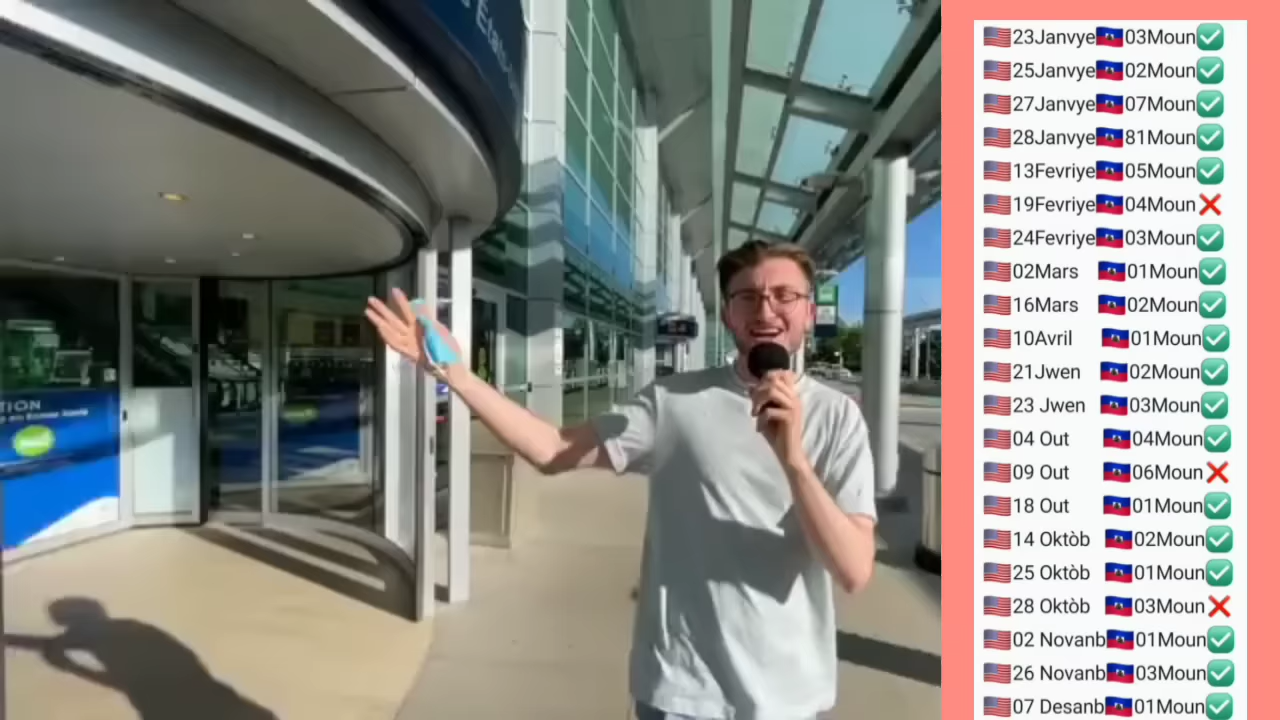 s États-
TION
🇺🇸23Janvye🇭🇹03Moun✅
🇺🇸25Janvye🇭🇹02Moun✅
🇺🇸27Janvye🇭🇹07Moun✅
🇺🇸28Janvye🇭🇹81Moun✅
🇺🇸13Fevriye🇭🇹05Moun✅
🇺🇸19Fevriye🇭🇹04Moun❌
🇺🇸24Fevriye🇭🇹03Moun✅
🇺🇸02Mars 🇭🇹01Moun✅
🇺🇸16Mars 🇭🇹02Moun✅
🇺🇸10Avril 🇭🇹01Moun✅
🇺🇸21Jwen 🇭🇹02Moun✅
🇺🇸23 Jwen 🇭🇹03Moun✅
🇺🇸04 Out 🇭🇹04Moun✅
🇺🇸09 Out 🇭🇹06Moun❌
🇺🇸18 Out 🇭🇹01Moun✅
🇺🇸14 Oktòb 🇭🇹02Moun✅
🇺🇸25 Oktòb 🇭🇹01Moun✅
🇺🇸28 Oktòb 🇭🇹03Moun❌
🇺🇸02 Novanb🇭🇹01Moun✅
🇺🇸26 Novanb🇭🇹03Moun✅
🇺🇸07 Desanb🇭🇹01Moun✅